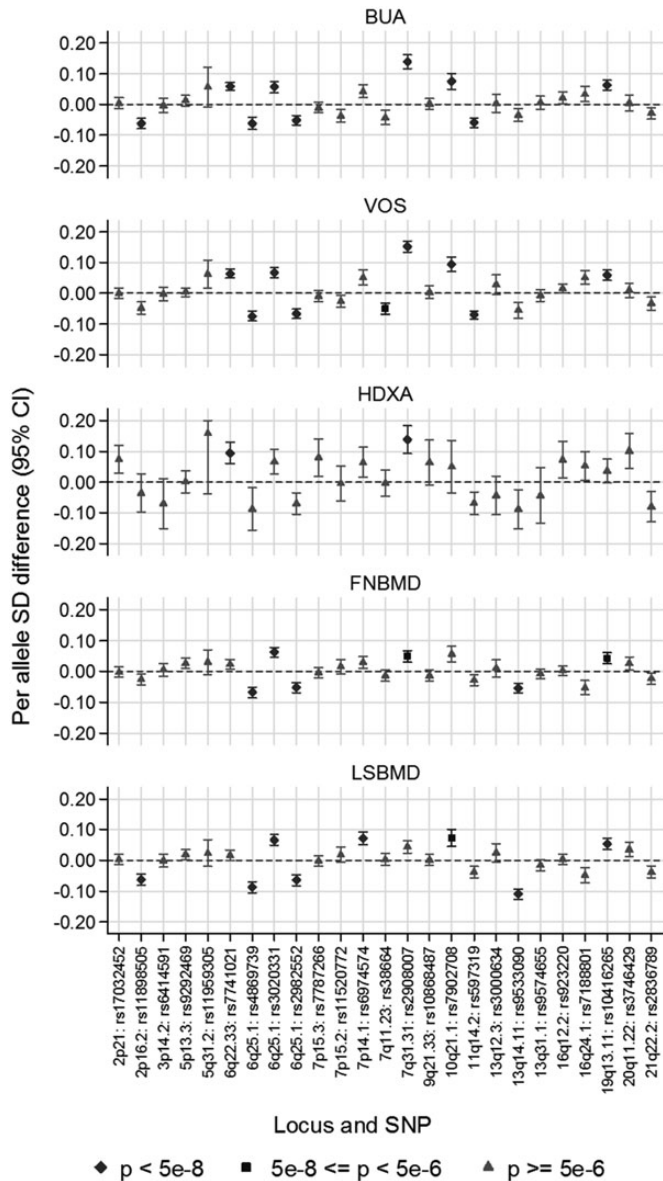 BUA
0.20
0.10
0.00
-0.10
-0.20
VOS
0.20
0.10
0.00
-0.10
-0.20
HDXA
0.20
0.10
0.00
-0.10
-0.20
FNBMD
0.20
0.10
0.00
-0.10
-0.20
LSBMD
0.20
0.10
0.00
-0.10
-0.20
Per allele SD difference (95% CI)
2p21: rs17032452
2p16.2: rs11898505
3p14.2: rs6414591
5p13.3: rs9292469
5q31.2: rs11959305
6q22.33: rs7741021
6q25.1: rs4869739
6q25.1: rs3020331
6q25.1: rs2982552
7p15.3: rs7787266
7p15.2: rs11520772
7p14.1: rs6974574
7q11.23: rs38664
7q31.31: rs2908007
9q21.33: rs10868487
10q21.1: rs7902708
11q14.2: rs597319
13q12.3: rs3000634
13q14.11: rs9533090
13q31.1: rs9574655
16q12.2: rs923220
16q24.1: rs7188801
19q13.11: rs10416265
20q11.22: rs3746429
21q22.2: rs2836789
Locus and SNP
p < 5e-8
5e-8 <= p < 5e-6
p >= 5e-6